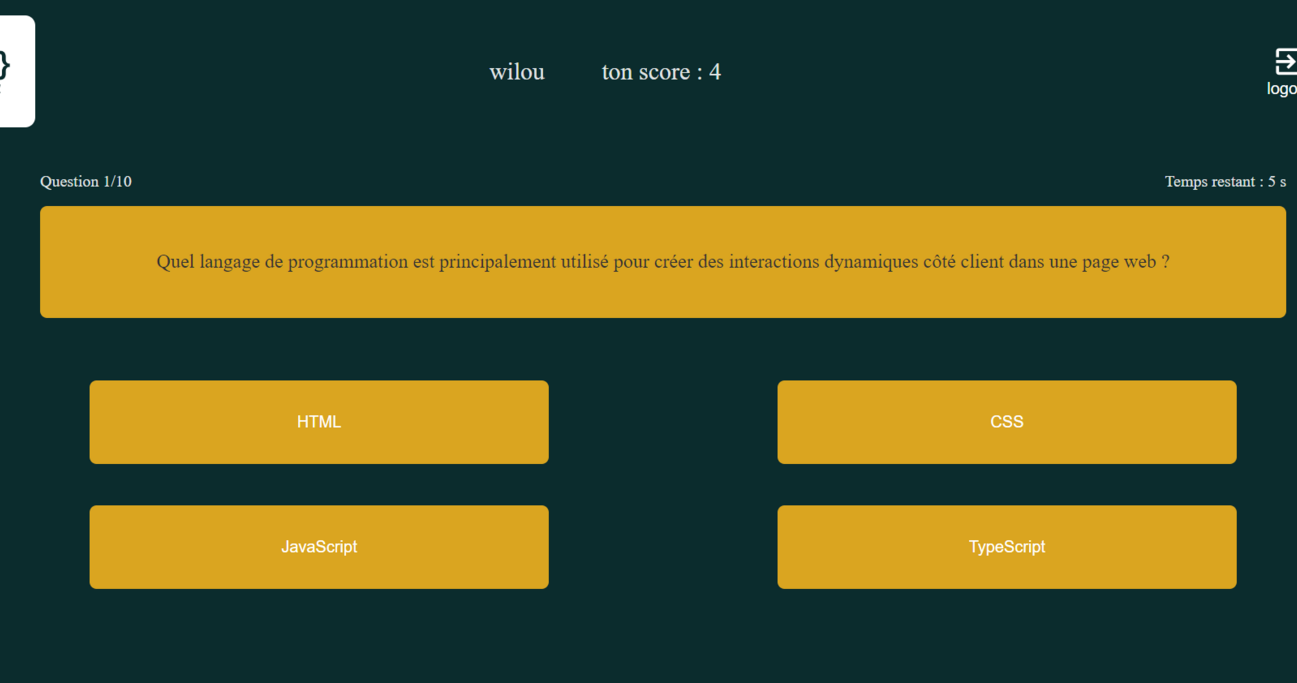 }
wilou
ton score : 4
logo
Question 1/10
Temps restant : 5 s
Quel langage de programmation est principalement utilisé pour créer des interactions dynamiques côté client dans une page web ?
HTML
CSS
JavaScript
TypeScript